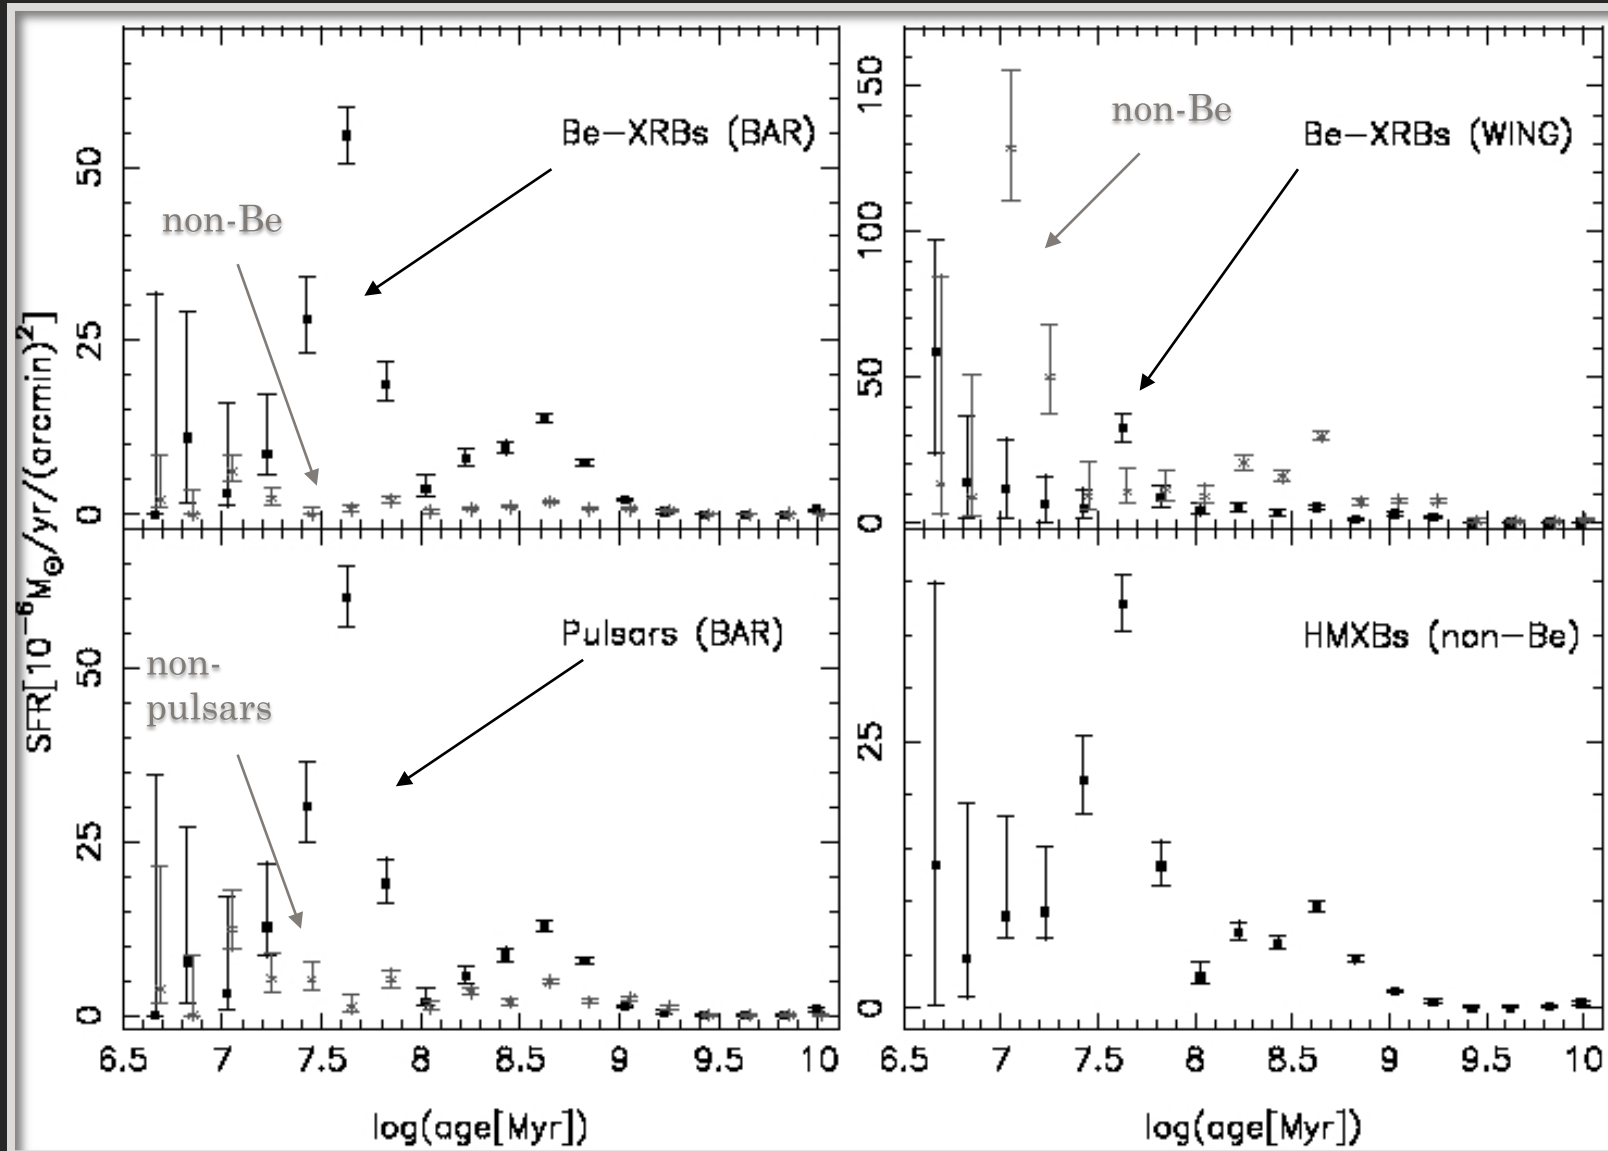 SFR[10⁻⁶M⊙/yr/(arcmin)²]
50
25
0
non-Be
Be-XRBs (BAR)
150
100
50
0
non-Be
Be-XRBs (WING)
50
25
0
non-
pulsars
Pulsars (BAR)
25
0
HMXBs (non-Be)
6.5 7 7.5 8 8.5 9 9.5 10
6.5 7 7.5 8 8.5 9 9.5 10
log(age[Myr])
log(age[Myr])